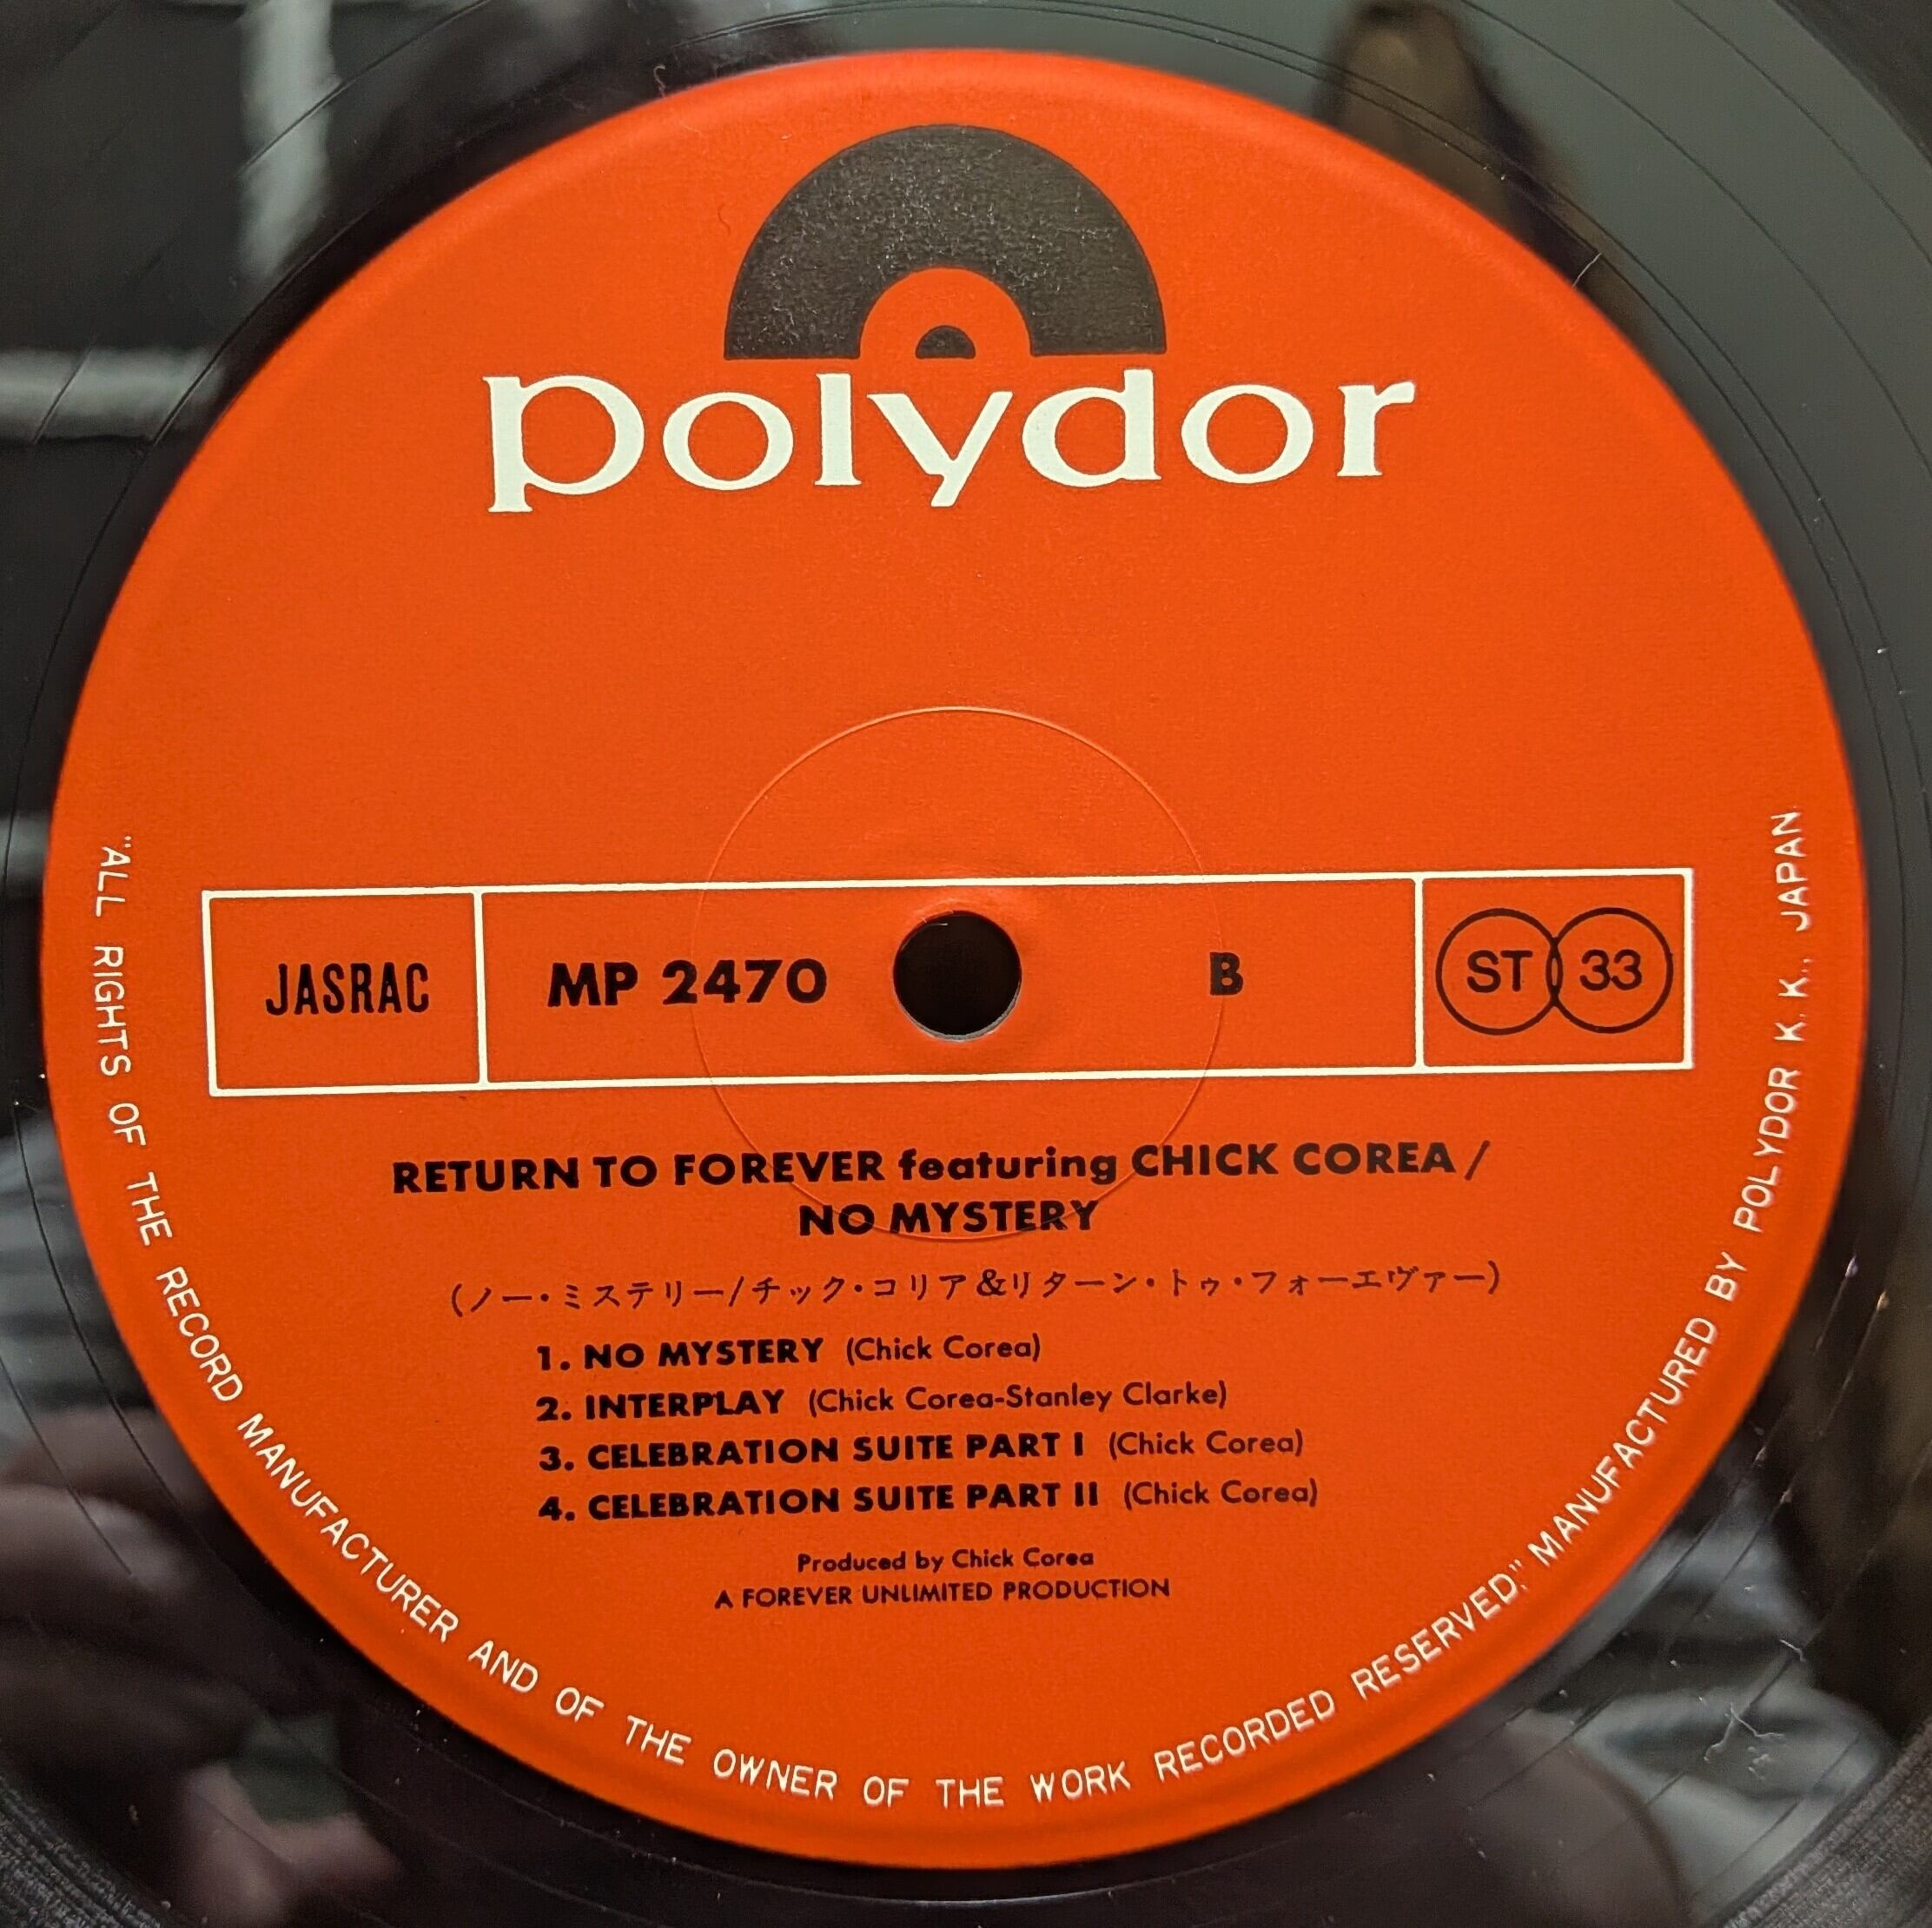 polydor
JASRAC
MP 2470
B
ST 33
RETURN TO FOREVER featuring CHICK COREA/
NO MYSTERY
(ノー・ミステリー/チック・コリア&リターン・トゥ・フォーエヴァー)
1. NO MYSTERY (Chick Corea)
2. INTERPLAY (Chick Corea-Stanley Clarke)
3. CELEBRATION SUITE PART I (Chick Corea)
4. CELEBRATION SUITE PART II (Chick Corea)
Produced by Chick Corea
A FOREVER UNLIMITED PRODUCTION
"ALL RIGHTS OF THE RECORD MANUFACTURER AND OF THE OWNER OF THE WORK RECORDED RESERVED," MANUFACTURED BY POLYDOR K. K., JAPAN